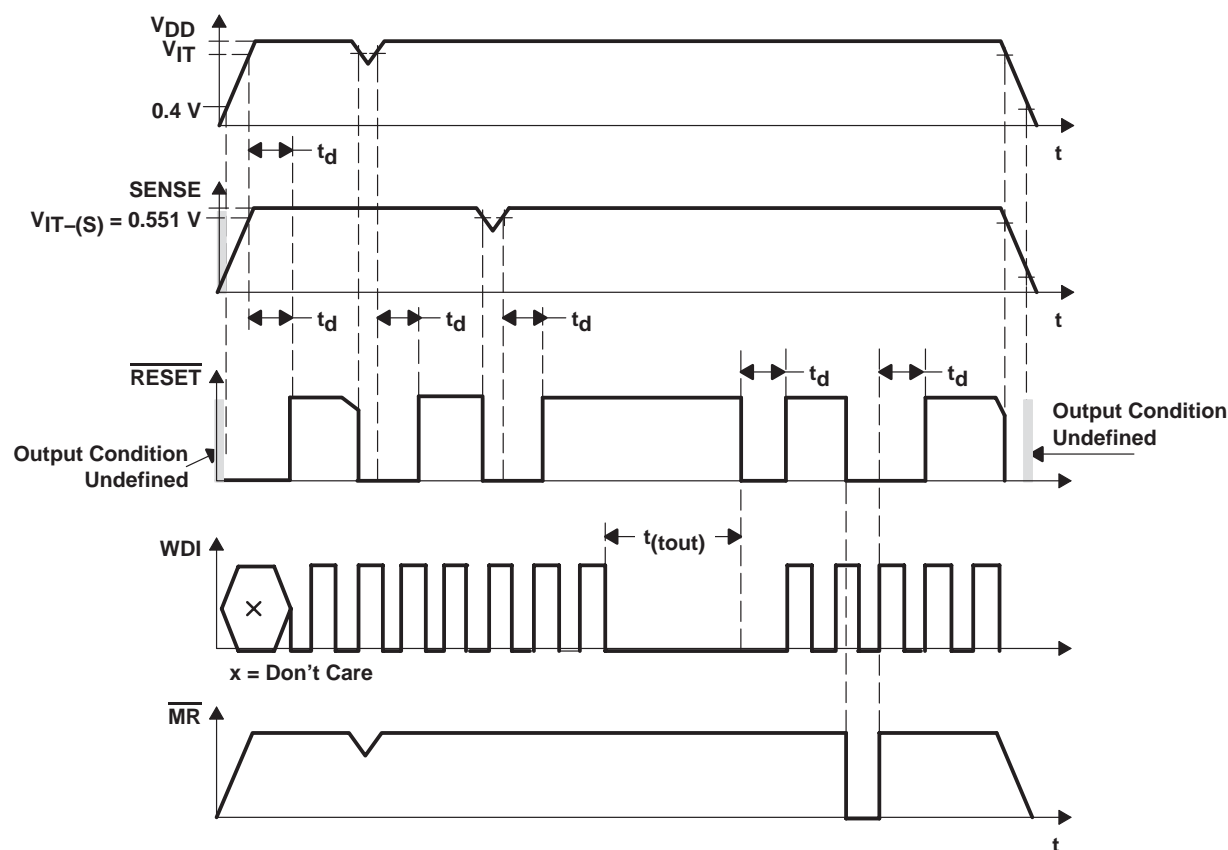 VDD
VIT
0.4 V
td
t
SENSE
VIT–(S) = 0.551 V
td
td
td
t
RESET
td
td
Output Condition
Undefined
Output Condition
Undefined
WDI
t(tout)
x = Don't Care
MR
t